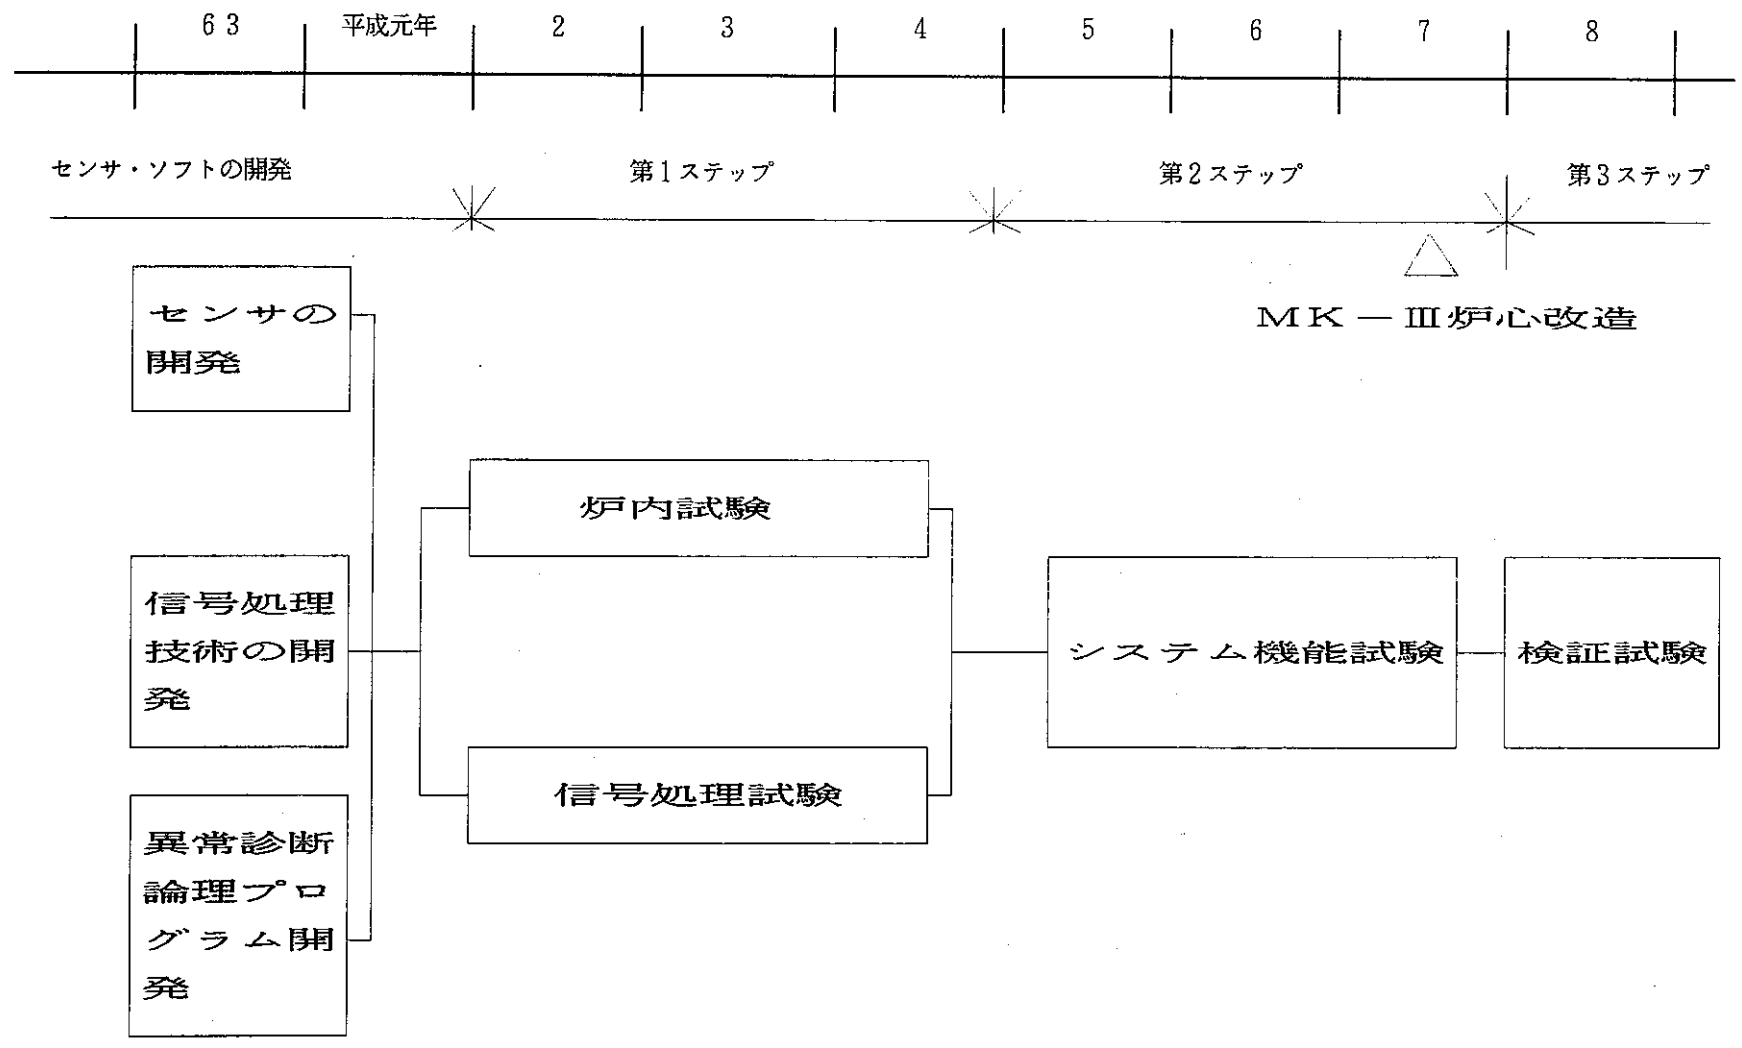 ６３ 平成元年 2 3 4 5 6 7 8
センサ・ソフトの開発 第1ステップ 第2ステップ 第3ステップ
MK－Ⅲ炉心改造
センサの
開発
炉内試験
信号処理
技術の開
発
システム機能試験
検証試験
信号処理試験
異常診断
論理プロ
グラム開
発